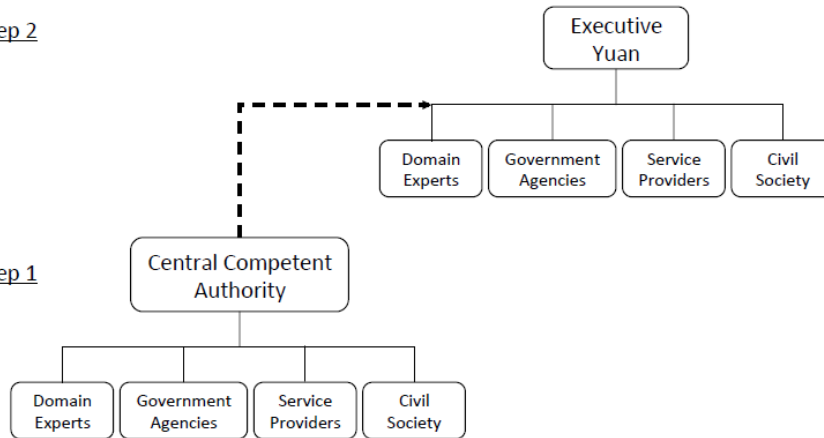 ep 2
Executive
Yuan
Domain
Experts
Government
Agencies
Service
Providers
Civil
Society
Central Competent
Authority
ep 1
Domain
Experts
Government
Agencies
Service
Providers
Civil
Society